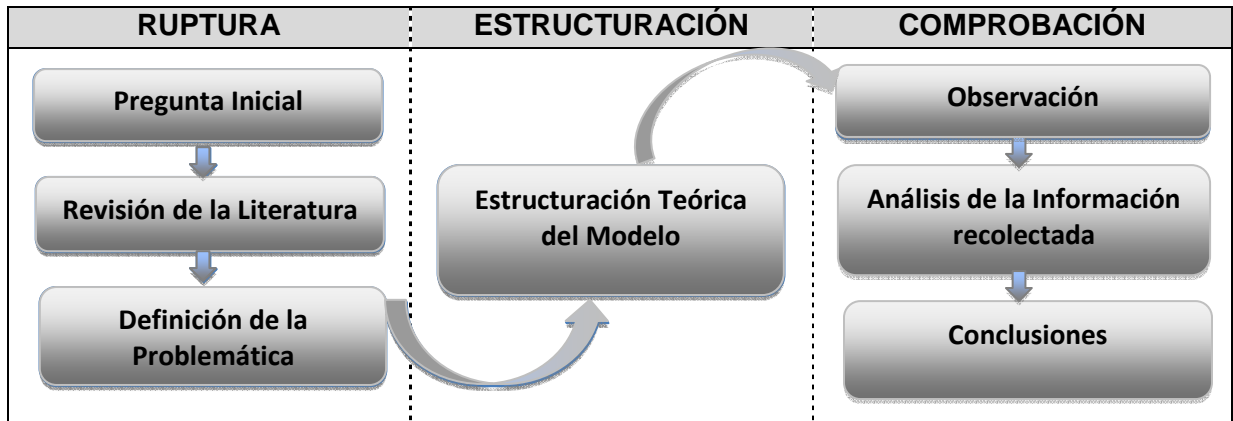 RUPTURA
ESTRUCTURACIÓN
COMPROBACIÓN
Pregunta Inicial
Revisión de la Literatura
Definición de la
Problemática
Estructuración Teórica
del Modelo
Observación
Análisis de la Información
recolectada
Conclusiones